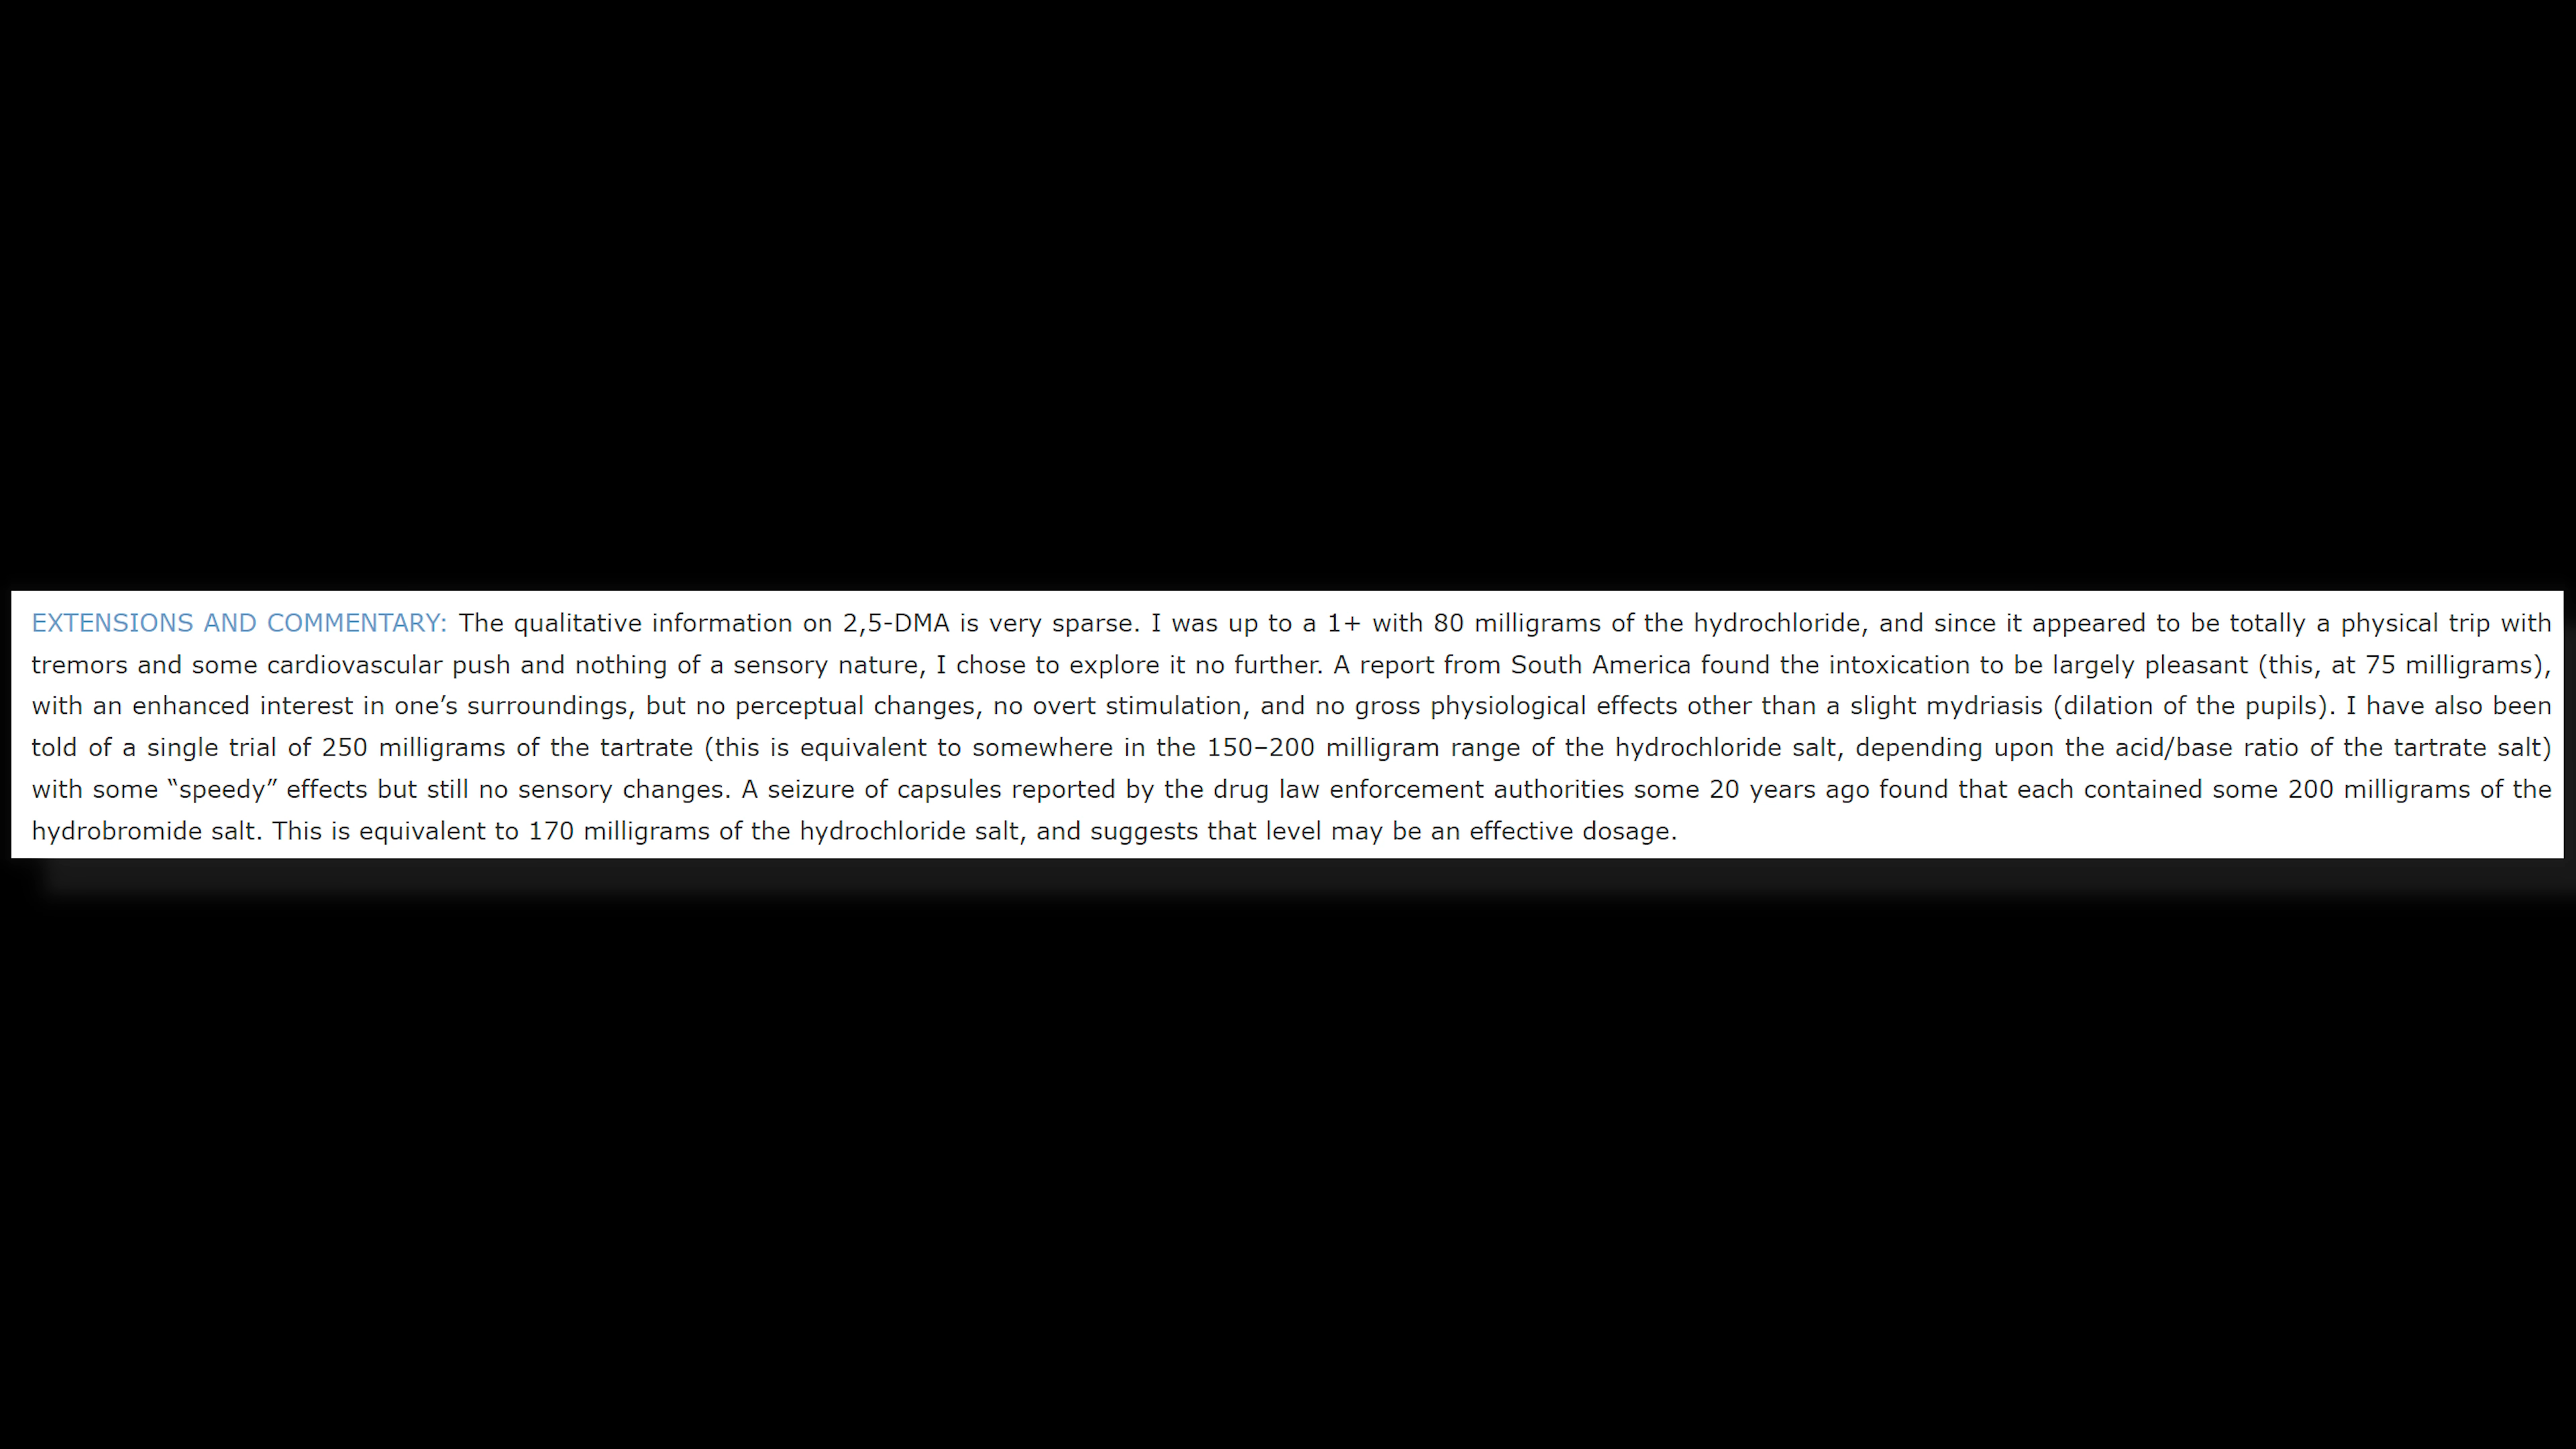 EXTENSIONS AND COMMENTARY: The qualitative information on 2,5-DMA is very sparse. I was up to a 1+ with 80 milligrams of the hydrochloride, and since it appeared to be totally a physical trip with
tremors and some cardiovascular push and nothing of a sensory nature, I chose to explore it no further. A report from South America found the intoxication to be largely pleasant (this, at 75 milligrams),
with an enhanced interest in one’s surroundings, but no perceptual changes, no overt stimulation, and no gross physiological effects other than a slight mydriasis (dilation of the pupils). I have also been
told of a single trial of 250 milligrams of the tartrate (this is equivalent to somewhere in the 150–200 milligram range of the hydrochloride salt, depending upon the acid/base ratio of the tartrate salt)
with some “speedy” effects but still no sensory changes. A seizure of capsules reported by the drug law enforcement authorities some 20 years ago found that each contained some 200 milligrams of the
hydrobromide salt. This is equivalent to 170 milligrams of the hydrochloride salt, and suggests that level may be an effective dosage.